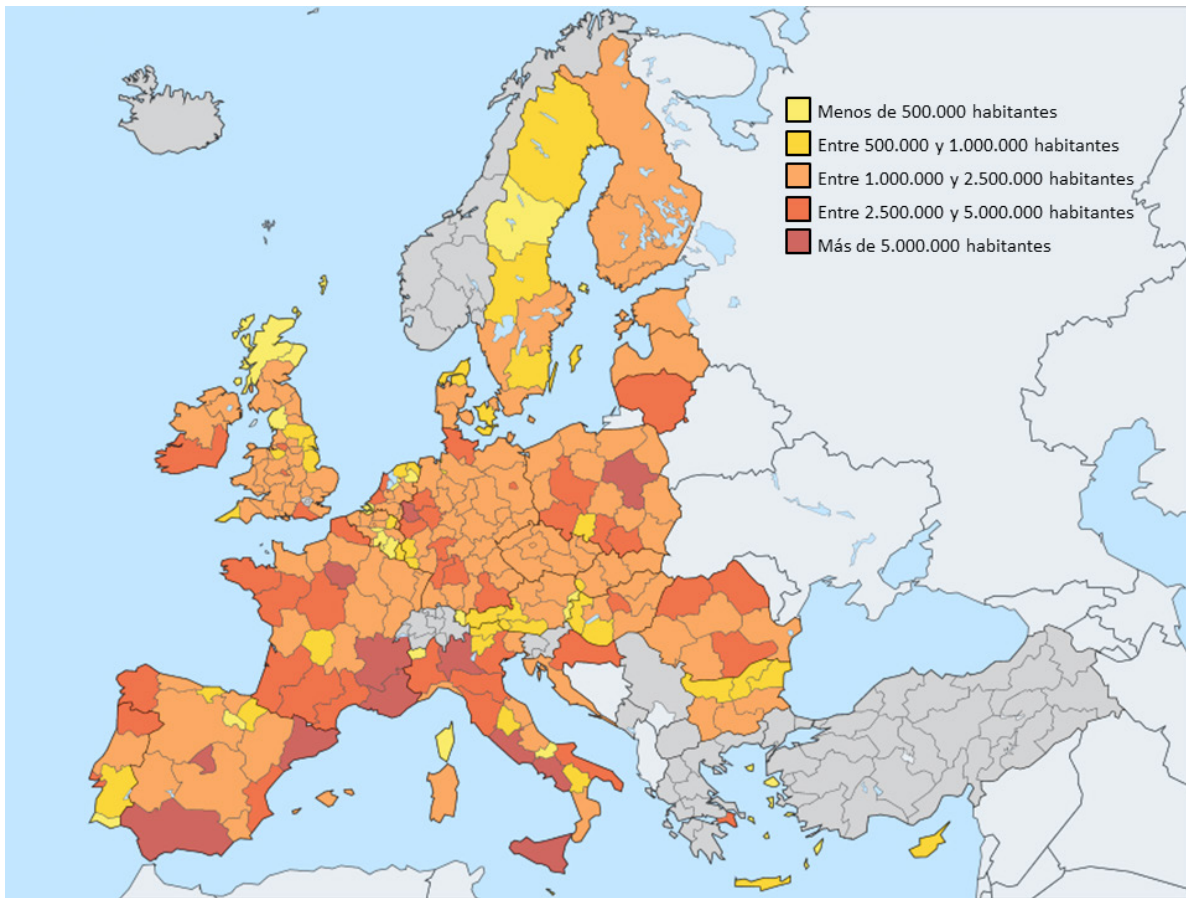 Menos de 500.000 habitantes
Entre 500.000 y 1.000.000 habitantes
Entre 1.000.000 y 2.500.000 habitantes
Entre 2.500.000 y 5.000.000 habitantes
Más de 5.000.000 habitantes